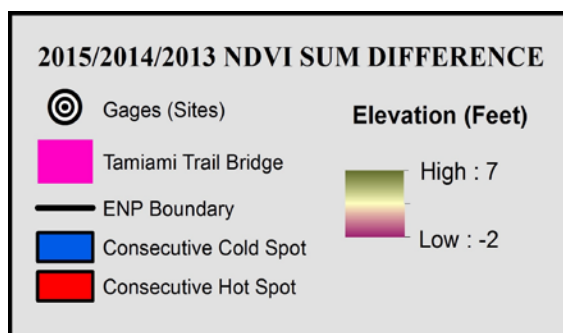 2015/2014/2013 NDVI SUM DIFFERENCE
Gages (Sites)
Tamiami Trail Bridge
ENP Boundary
Consecutive Cold Spot
Consecutive Hot Spot
Elevation (Feet)
High : 7
Low : -2